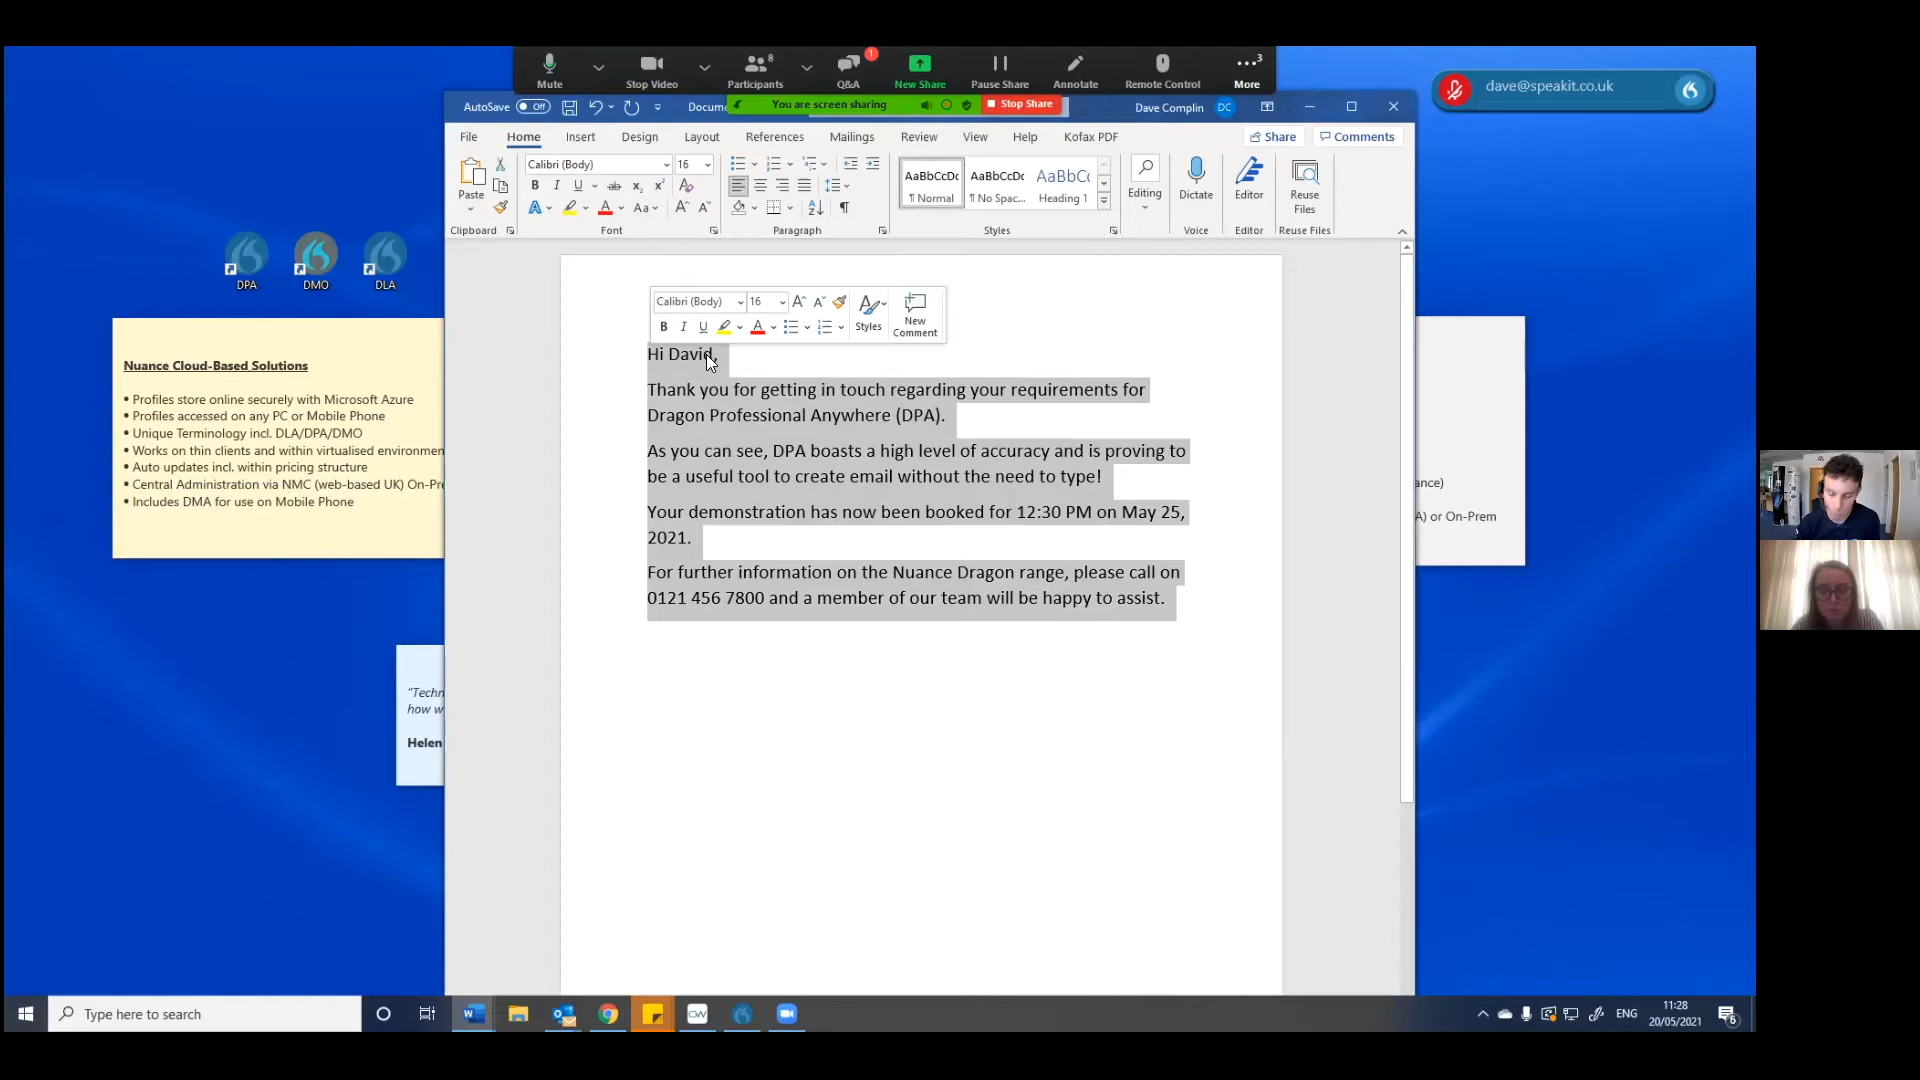 Mute
Stop Video
Participants
8
Q&A
1
New Share
Pause Share
Annotate
Remote Control
More
3
You are screen sharing
Stop Share
dave@speakit.co.uk
AutoSave Off
Docume
Dave Complin DC
File Home Insert Design Layout References Mailings Review View Help Kofax PDF
Share Comments
Calibri (Body) 16
Paste
AaBbCcDc AaBbCcDc AaBbCc
¶ Normal ¶ No Spac... Heading 1
Editing Dictate Editor Reuse Files
Clipboard Font Paragraph Styles Voice Editor Reuse Files
DPA DMO DLA
Nuance Cloud-Based Solutions
• Profiles store online securely with Microsoft Azure
• Profiles accessed on any PC or Mobile Phone
• Unique Terminology incl. DLA/DPA/DMO
• Works on thin clients and within virtualised environmen
• Auto updates incl. within pricing structure
• Central Administration via NMC (web-based UK) On-Pre
• Includes DMA for use on Mobile Phone
Calibri (Body) 16
B I U
Styles
New
Comment
Hi David,
Thank you for getting in touch regarding your requirements for
Dragon Professional Anywhere (DPA).
As you can see, DPA boasts a high level of accuracy and is proving to
be a useful tool to create email without the need to type!
Your demonstration has now been booked for 12:30 PM on May 25,
2021.
For further information on the Nuance Dragon range, please call on
0121 456 7800 and a member of our team will be happy to assist.
ance)
A) or On-Prem
"Techn
how w
Helen
Type here to search
ENG
11:28
20/05/2021
6